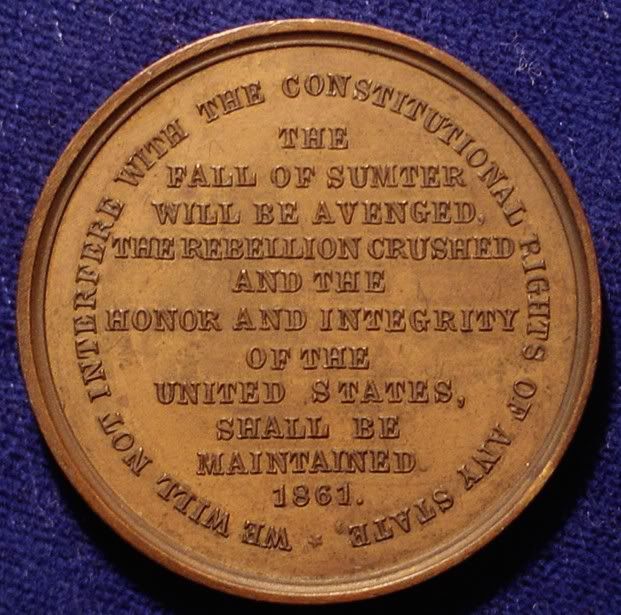 WE WILL NOT INTERFERE WITH THE CONSTITUTIONAL RIGHTS OF ANY STATE
THE
FALL OF SUMTER
WILL BE AVENGED,
THE REBELLION CRUSHED
AND THE
HONOR AND INTEGRITY
OF THE
UNITED STATES,
SHALL BE
MAINTAINED
1861.